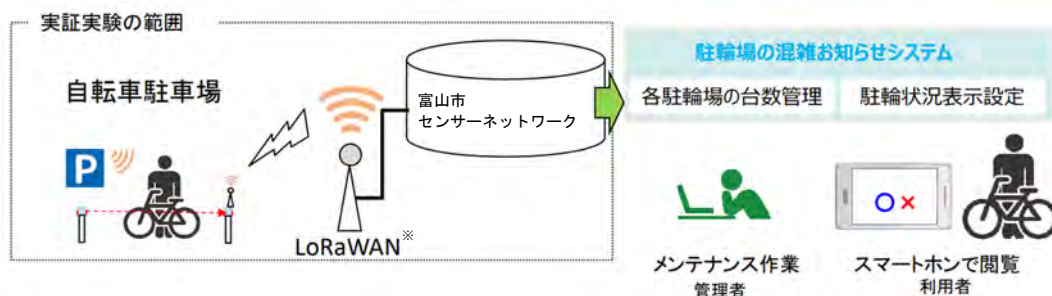 実証実験の範囲
自転車駐車場
P
LoRaWAN※
富山市
センサーネットワーク
駐輪場の混雑お知らせシステム
各駐輪場の台数管理
駐輪状況表示設定
○×
メンテナンス作業
管理者
スマートホンで閲覧
利用者